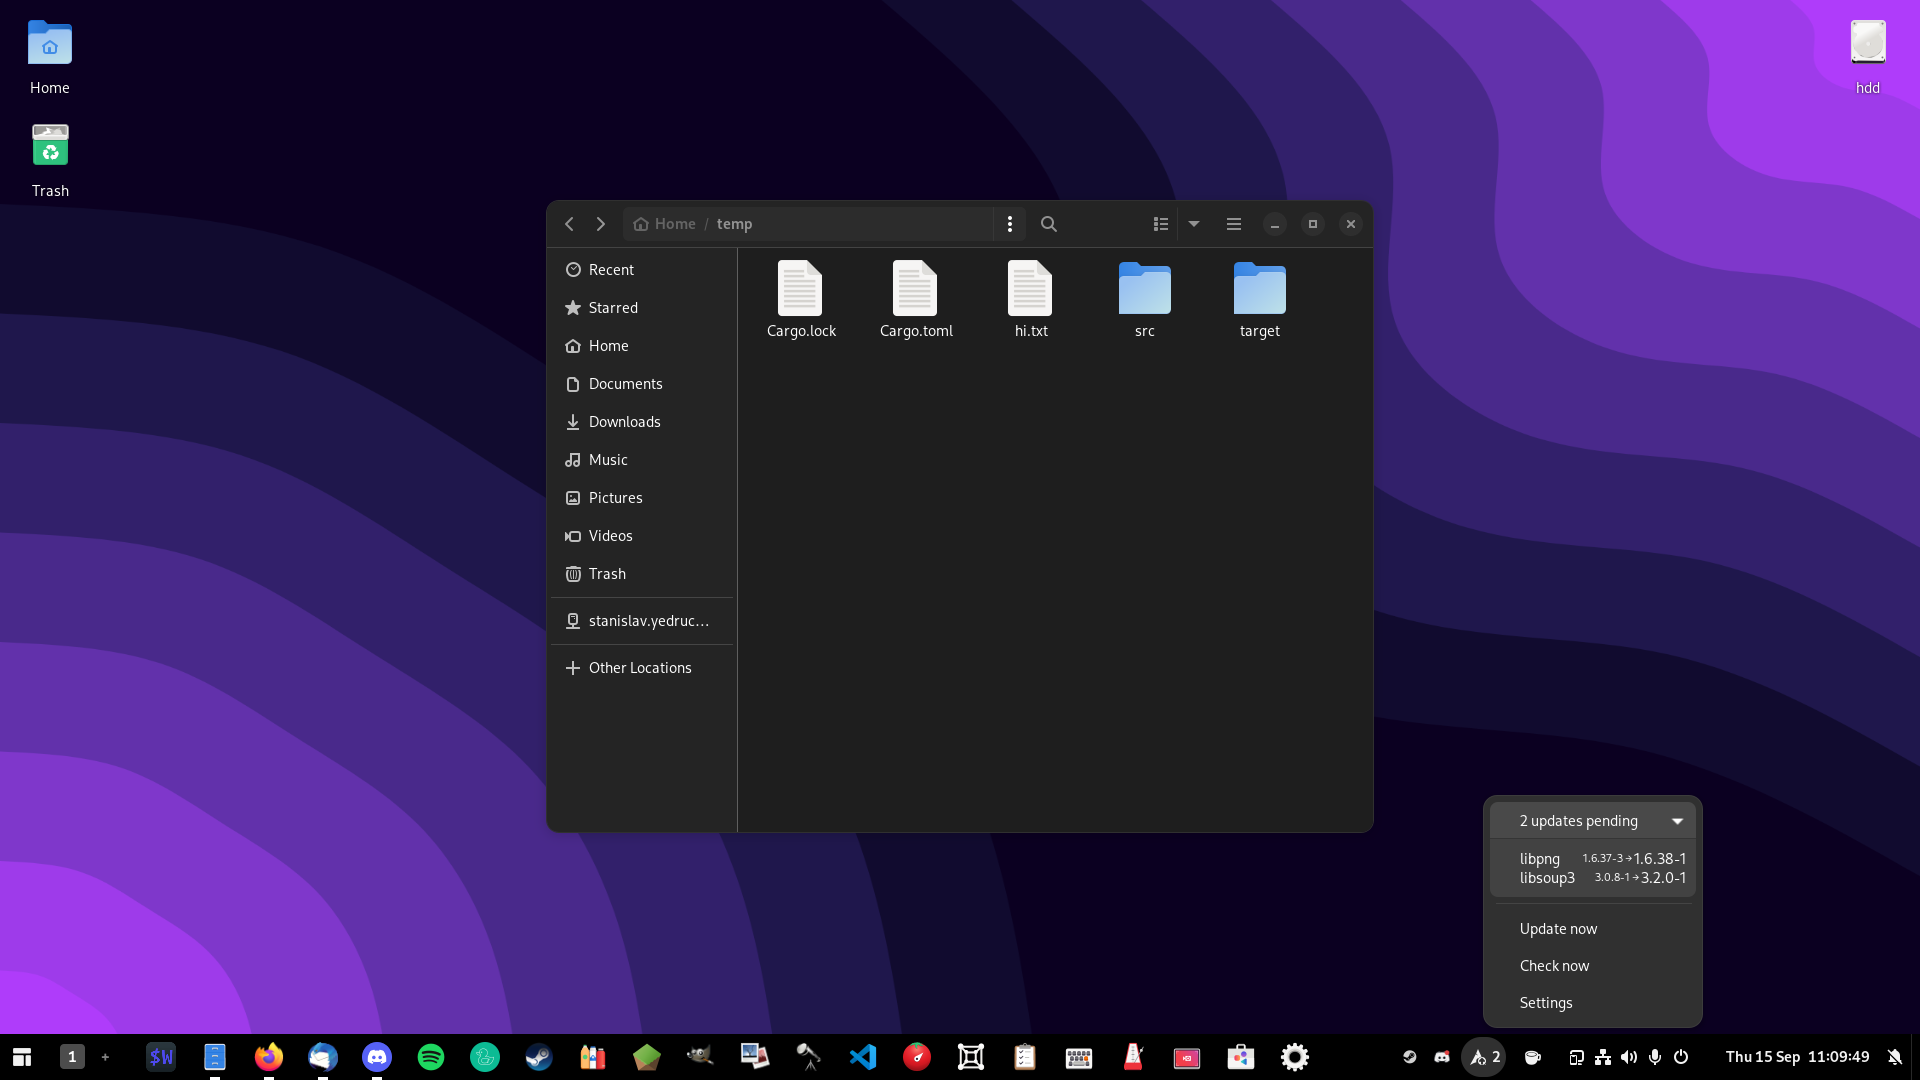 Home
Trash
hdd
Home / temp
Recent
Starred
Home
Documents
Downloads
Music
Pictures
Videos
Trash
stanislav.yedruc...
Other Locations
Cargo.lock
Cargo.toml
hi.txt
src
target
2 updates pending
libpng 1.6.37-3→1.6.38-1
libsoup3 3.0.8-1→3.2.0-1
Update now
Check now
Settings
1 +
$W
2
Thu 15 Sep 11:09:49